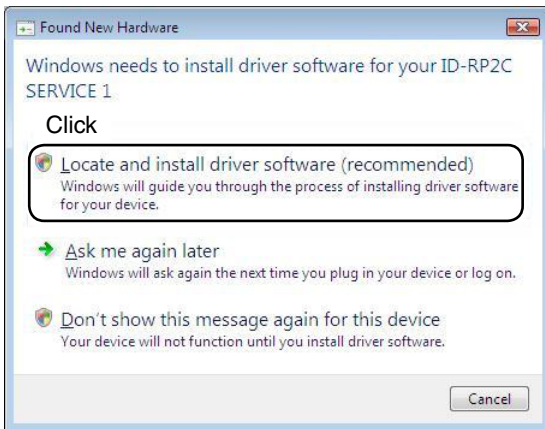 Found New Hardware
Windows needs to install driver software for your ID-RP2C
SERVICE 1
Click
Locate and install driver software (recommended)
Windows will guide you through the process of installing driver software
for your device.
Ask me again later
Windows will ask again the next time you plug in your device or log on.
Don't show this message again for this device
Your device will not function until you install driver software.
Cancel